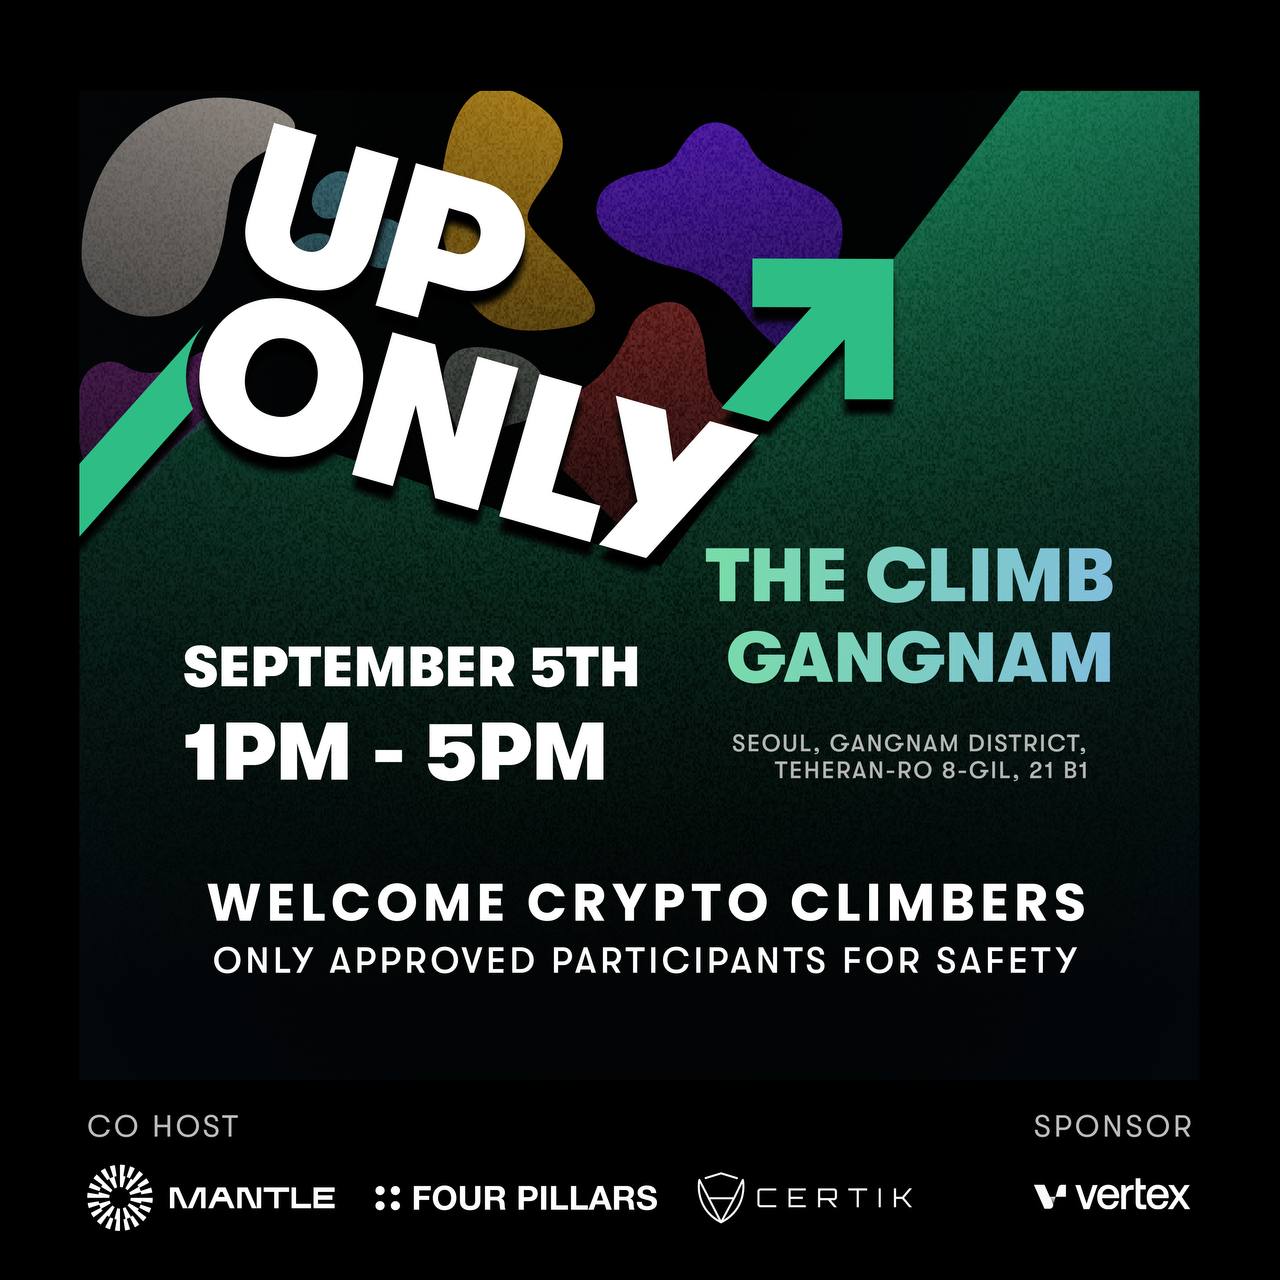 UP
ONLY
THE CLIMB
GANGNAM
SEPTEMBER 5TH
1PM - 5PM
SEOUL, GANGNAM DISTRICT,
TEHERAN-RO 8-GIL, 21 B1
WELCOME CRYPTO CLIMBERS
ONLY APPROVED PARTICIPANTS FOR SAFETY
CO HOST
MANTLE
FOUR PILLARS
CERTIK
SPONSOR
vertex